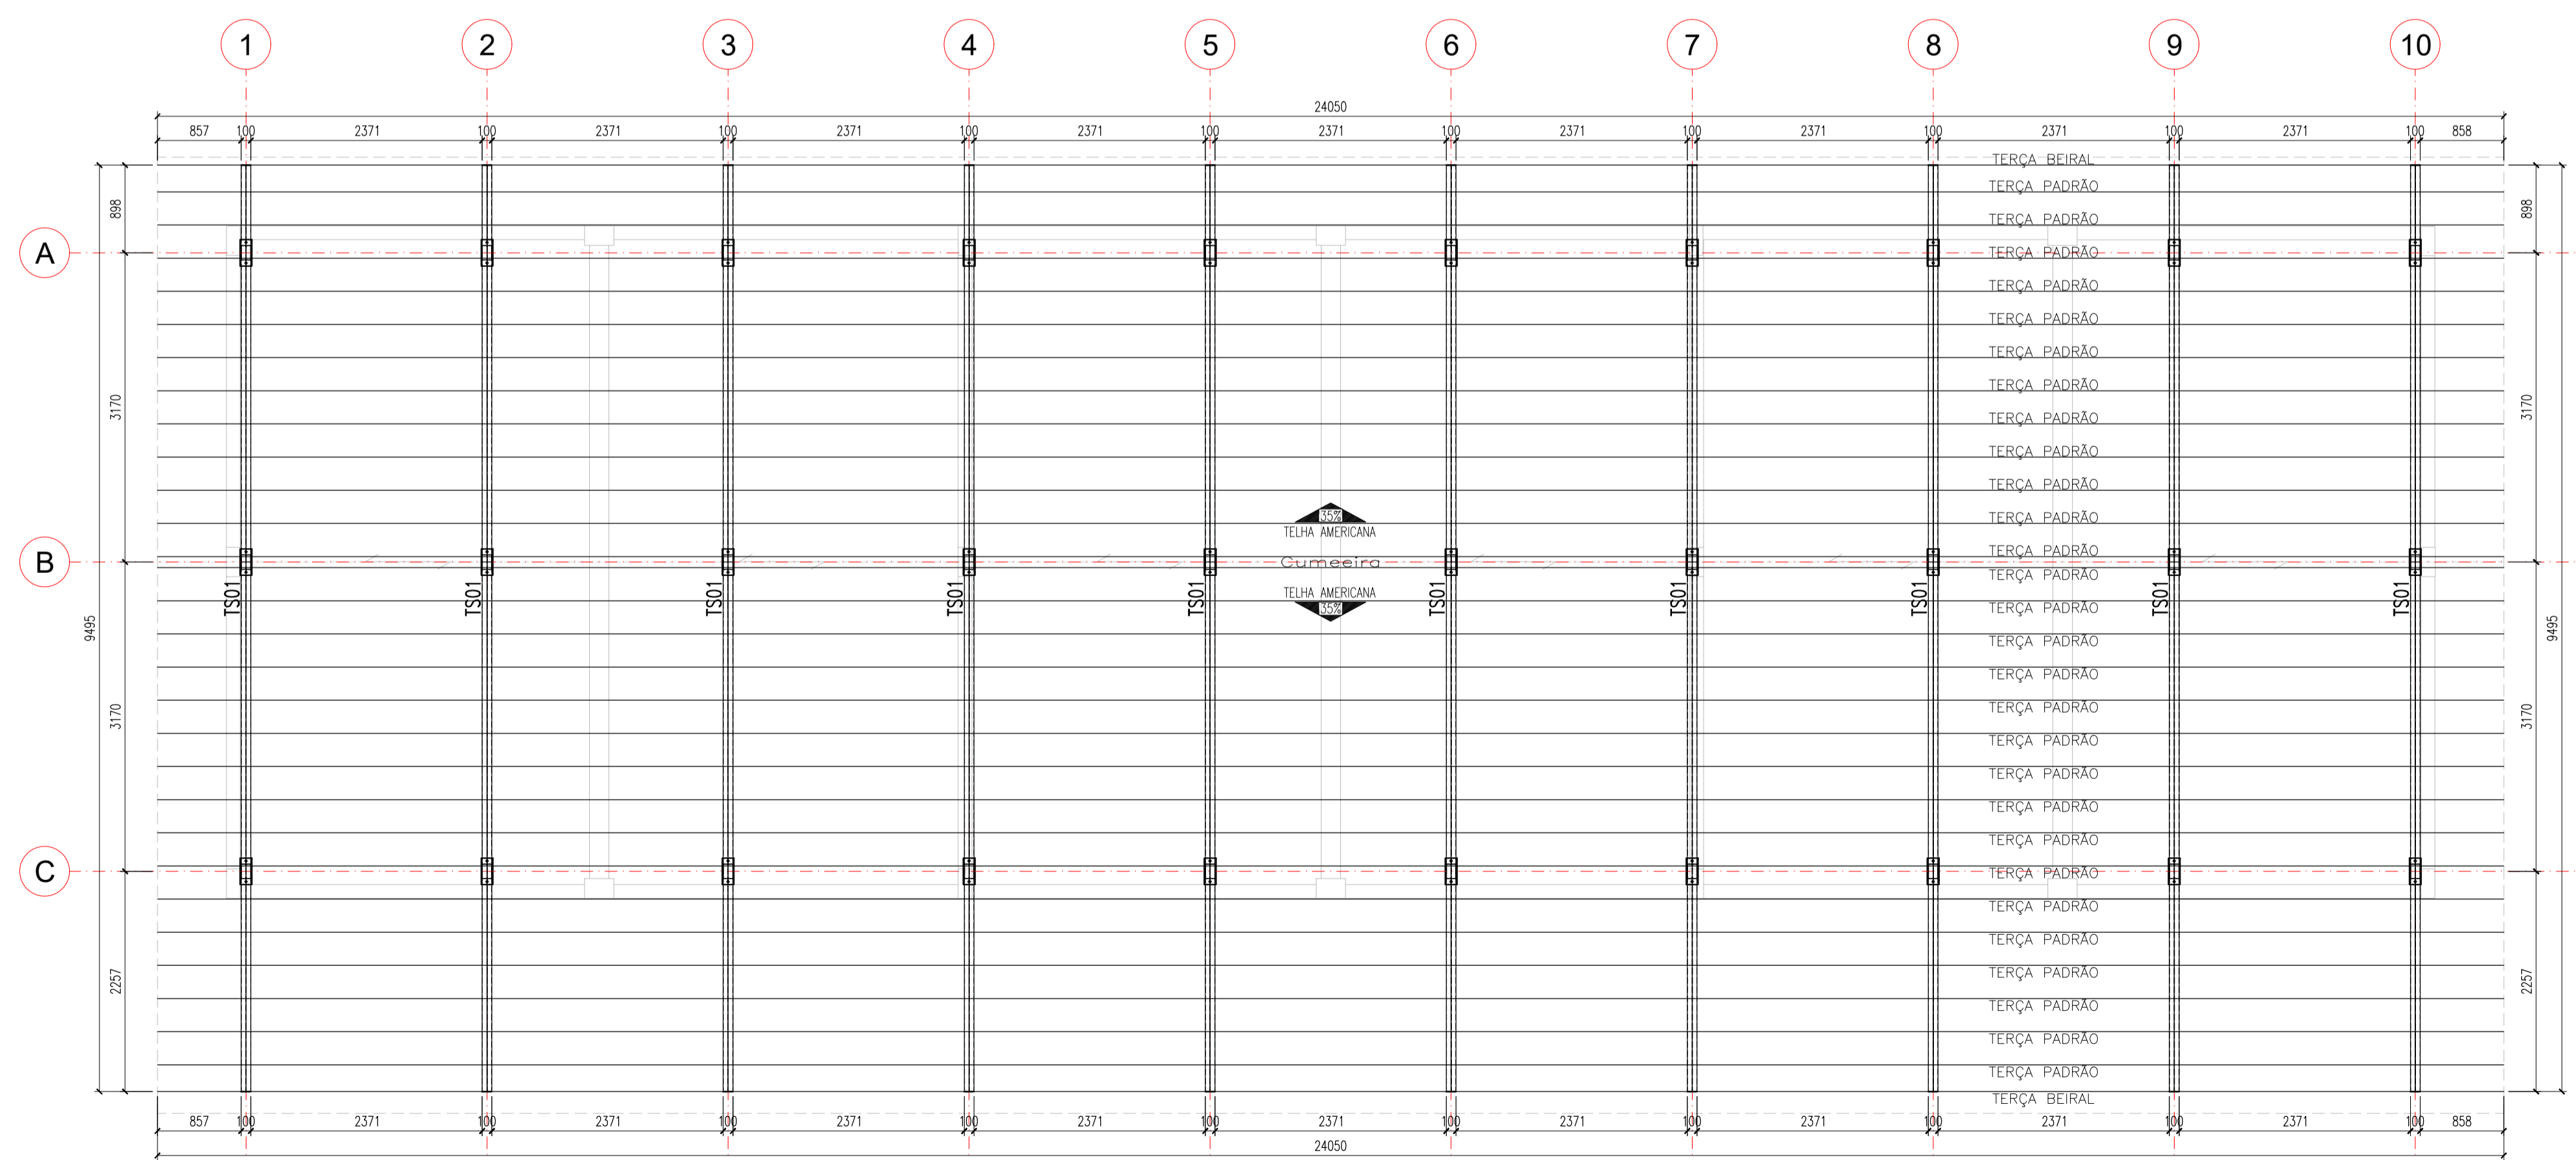 1 2 3 4 5 6 7 8 9 10
24050
857 100 2371 100 2371 100 2371 100 2371 100 2371 100 2371 100 2371 100 2371 100 2371 100 858
TERÇA BEIRAL
TERÇA PADRÃO
898 898
TERÇA PADRÃO
A TERÇA PADRÃO
TERÇA PADRÃO
TERÇA PADRÃO
TERÇA PADRÃO
TERÇA PADRÃO
3170 3170
TERÇA PADRÃO
TERÇA PADRÃO
TERÇA PADRÃO
35% TERÇA PADRÃO
TELHA AMERICANA
TERÇA PADRÃO
B Cumeeira
TERÇA PADRÃO
TELHA AMERICANA
TS01 TS01 TS01 TS01 TS01 TS01 TS01 TS01 TS01 TS01
35% TERÇA PADRÃO
9495 9495
TERÇA PADRÃO
TERÇA PADRÃO
TERÇA PADRÃO
3170 3170
TERÇA PADRÃO
TERÇA PADRÃO
TERÇA PADRÃO
TERÇA PADRÃO
C TERÇA PADRÃO
TERÇA PADRÃO
TERÇA PADRÃO
TERÇA PADRÃO
2257 2257
TERÇA PADRÃO
TERÇA PADRÃO
TERÇA PADRÃO
TERÇA BEIRAL
857 100 2371 100 2371 100 2371 100 2371 100 2371 100 2371 100 2371 100 2371 100 2371 100 858
24050